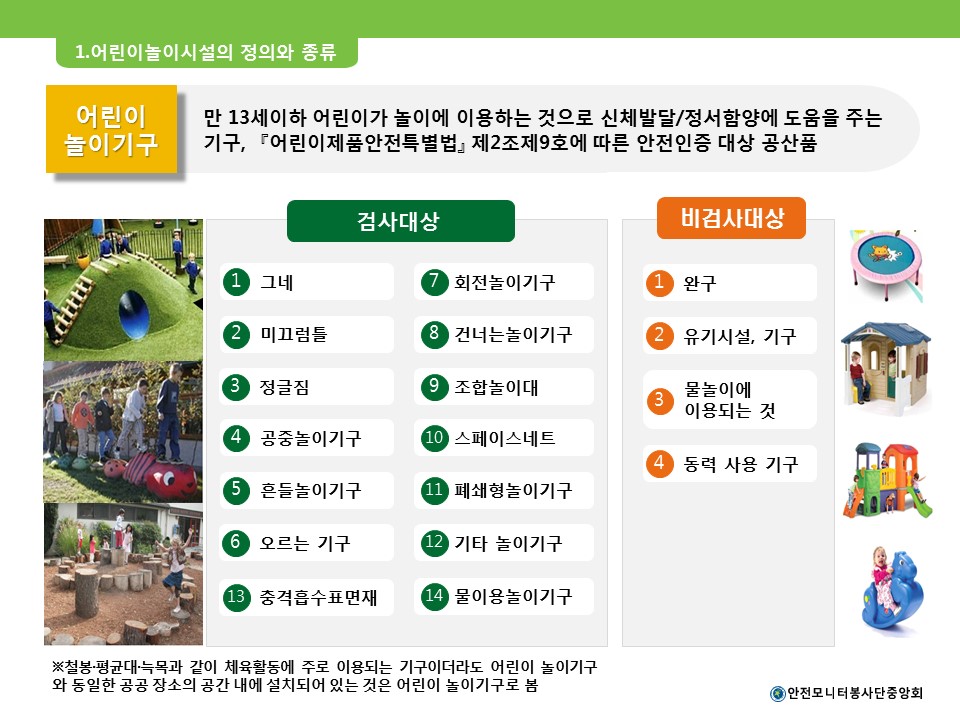 1.어린이놀이시설의 정의와 종류
어린이
놀이기구
만 13세이하 어린이가 놀이에 이용하는 것으로 신체발달/정서함양에 도움을 주는
기구, 『어린이제품안전특별법』 제2조제9호에 따른 안전인증 대상 공산품
검사대상
1 그네
2 미끄럼틀
3 정글짐
4 공중놀이기구
5 흔들놀이기구
6 오르는 기구
13 충격흡수표면재
7 회전놀이기구
8 건너는놀이기구
9 조합놀이대
10 스페이스네트
11 폐쇄형놀이기구
12 기타 놀이기구
14 물이용놀이기구
비검사대상
1 완구
2 유기시설, 기구
3 물놀이에
이용되는 것
4 동력 사용 기구
※철봉·평균대·늑목과 같이 체육활동에 주로 이용되는 기구이더라도 어린이 놀이기구
와 동일한 공공 장소의 공간 내에 설치되어 있는 것은 어린이 놀이기구로 봄
안전모니터봉사단중앙회